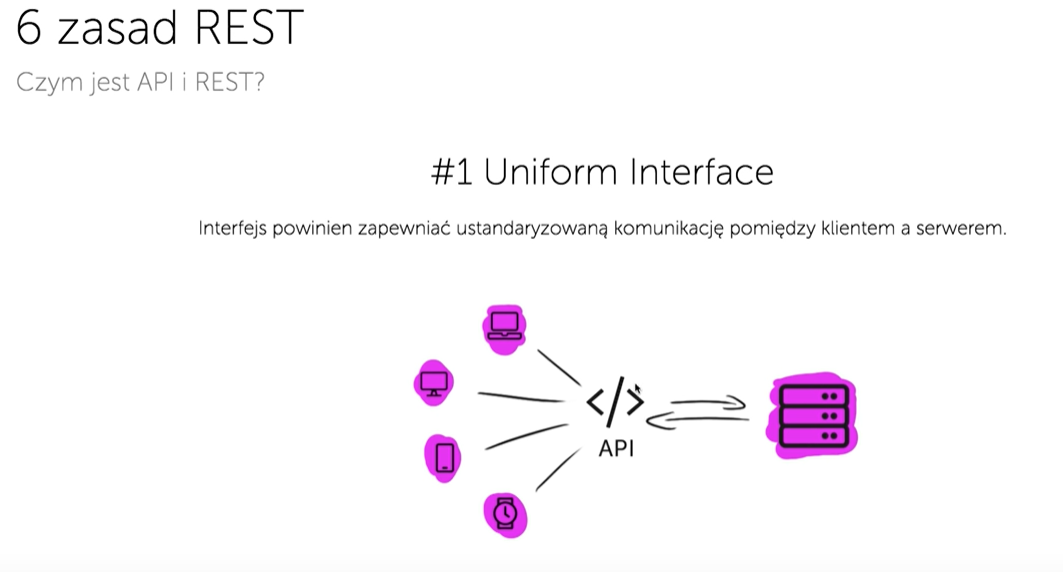 6 zasad REST
Czym jest API i REST?
#1 Uniform Interface
Interfejs powinien zapewniać ustandaryzowaną komunikację pomiędzy klientem a serwerem.
</>
API